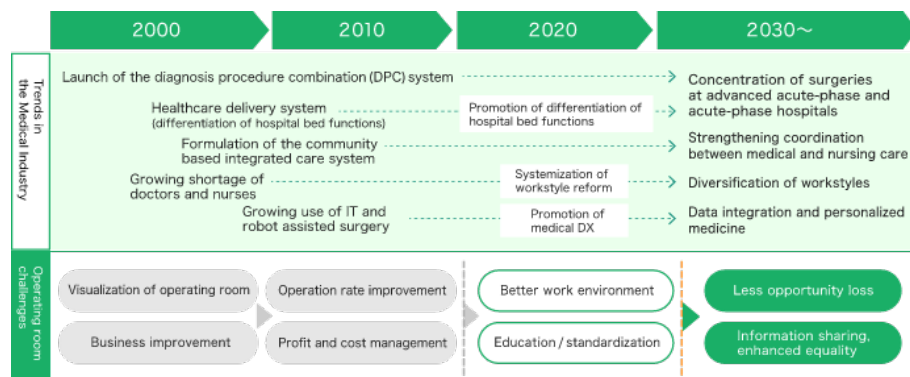 2000
2010
2020
2030～
Trends in
the Medical Industry
Launch of the diagnosis procedure combination (DPC) system
Concentration of surgeries
at advanced acute-phase and
acute-phase hospitals
Healthcare delivery system
(differentiation of hospital bed functions)
Promotion of differentiation of
hospital bed functions
Formulation of the community
based integrated care system
Strengthening coordination
between medical and nursing care
Growing shortage of
doctors and nurses
Systemization of
workstyle reform
Diversification of workstyles
Growing use of IT and
robot assisted surgery
Promotion of
medical DX
Data integration and personalized
medicine
Operating room
challenges
Visualization of operating room
Operation rate improvement
Better work environment
Less opportunity loss
Business improvement
Profit and cost management
Education / standardization
Information sharing,
enhanced equality